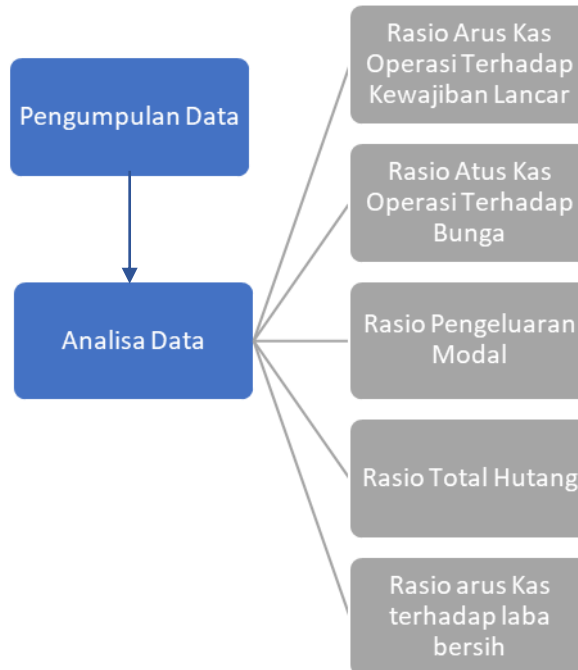 Pengumpulan Data
Analisa Data
Rasio Arus Kas
Operasi Terhadap
Kewajiban Lancar
Rasio Atus Kas
Operasi Terhadap
Bunga
Rasio Pengeluaran
Modal
Rasio Total Hutang
Rasio arus Kas
terhadap laba
bersih